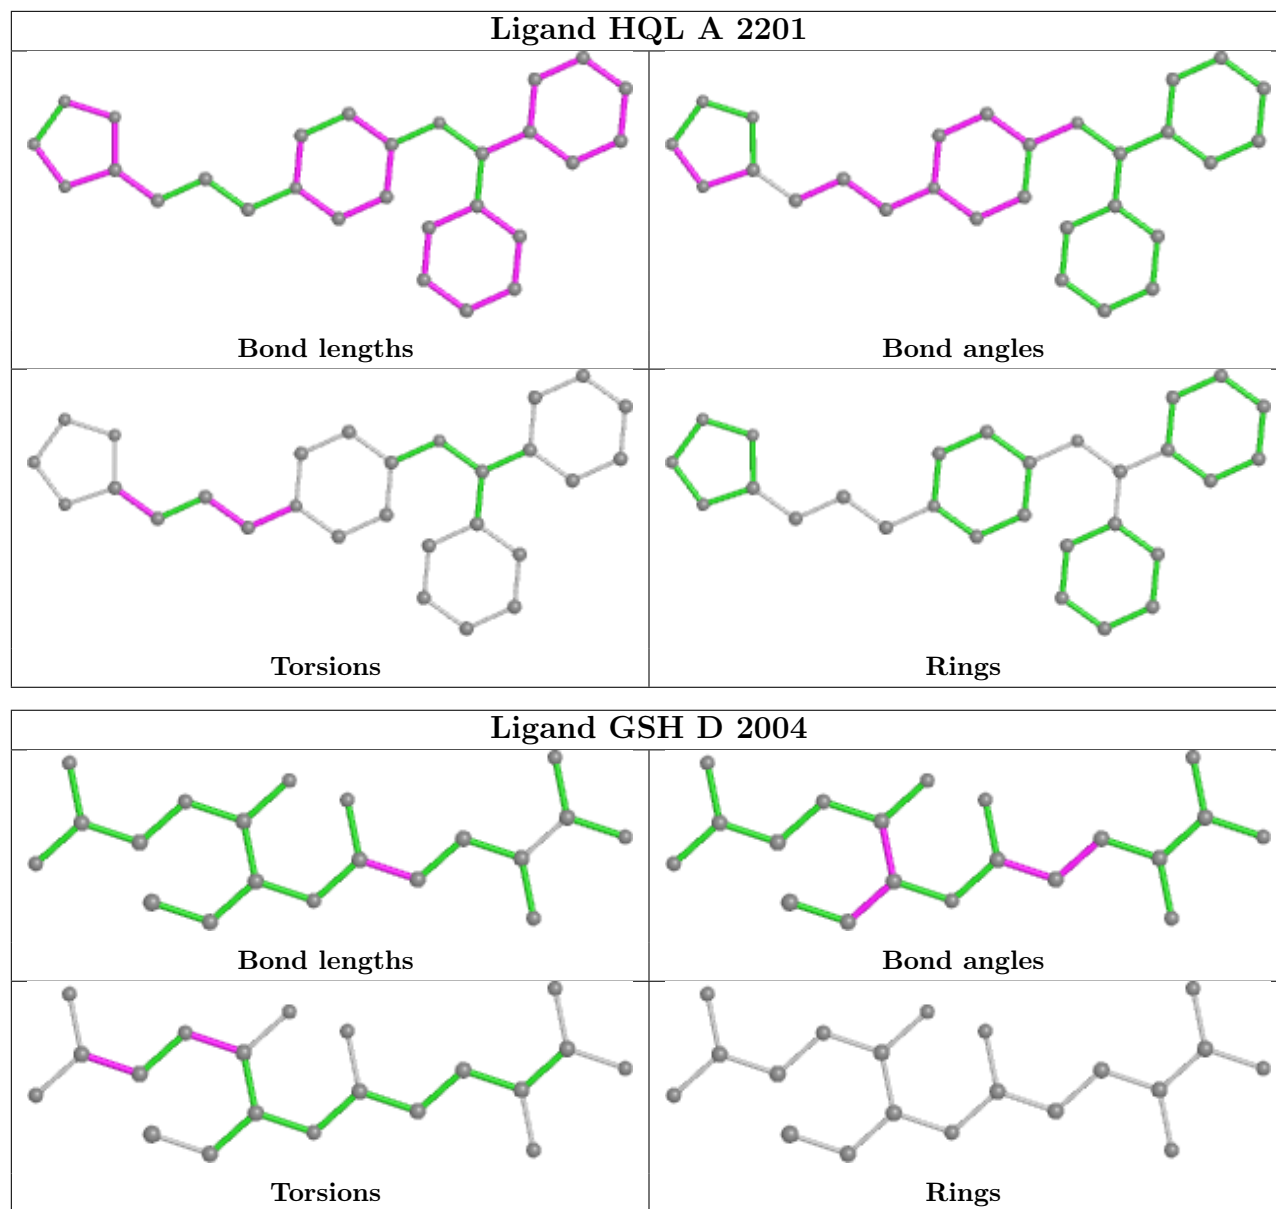 Ligand HQL A 2201
Bond lengths
Bond angles
Torsions
Rings
Ligand GSH D 2004
Bond lengths
Bond angles
Torsions
Rings